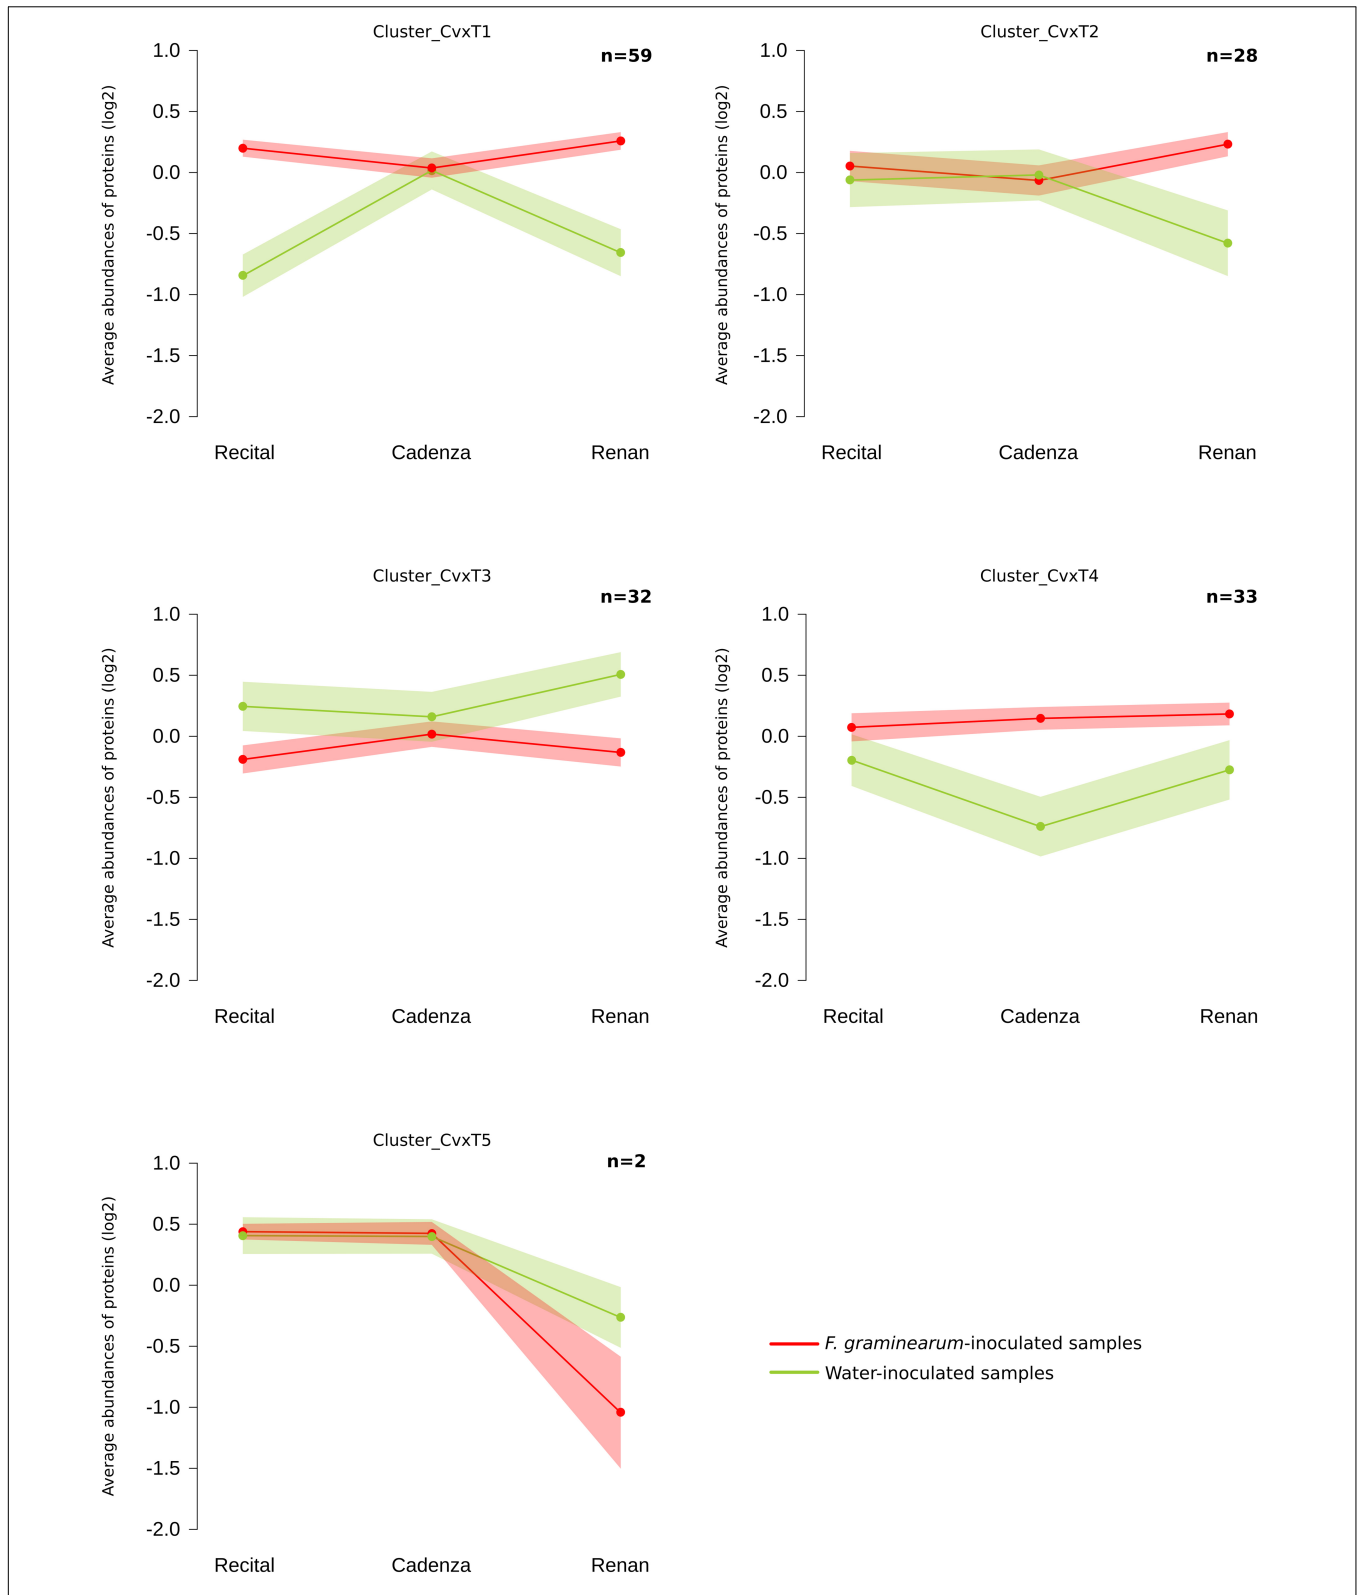 Cluster_CvxT1
n=59
Average abundances of proteins (log2)
1.0
0.5
0.0
-0.5
-1.0
-1.5
-2.0
Recital Cadenza Renan
Cluster_CvxT2
n=28
Average abundances of proteins (log2)
1.0
0.5
0.0
-0.5
-1.0
-1.5
-2.0
Recital Cadenza Renan
Cluster_CvxT3
n=32
Average abundances of proteins (log2)
1.0
0.5
0.0
-0.5
-1.0
-1.5
-2.0
Recital Cadenza Renan
Cluster_CvxT4
n=33
Average abundances of proteins (log2)
1.0
0.5
0.0
-0.5
-1.0
-1.5
-2.0
Recital Cadenza Renan
Cluster_CvxT5
n=2
Average abundances of proteins (log2)
1.0
0.5
0.0
-0.5
-1.0
-1.5
-2.0
Recital Cadenza Renan
F. graminearum-inoculated samples
Water-inoculated samples